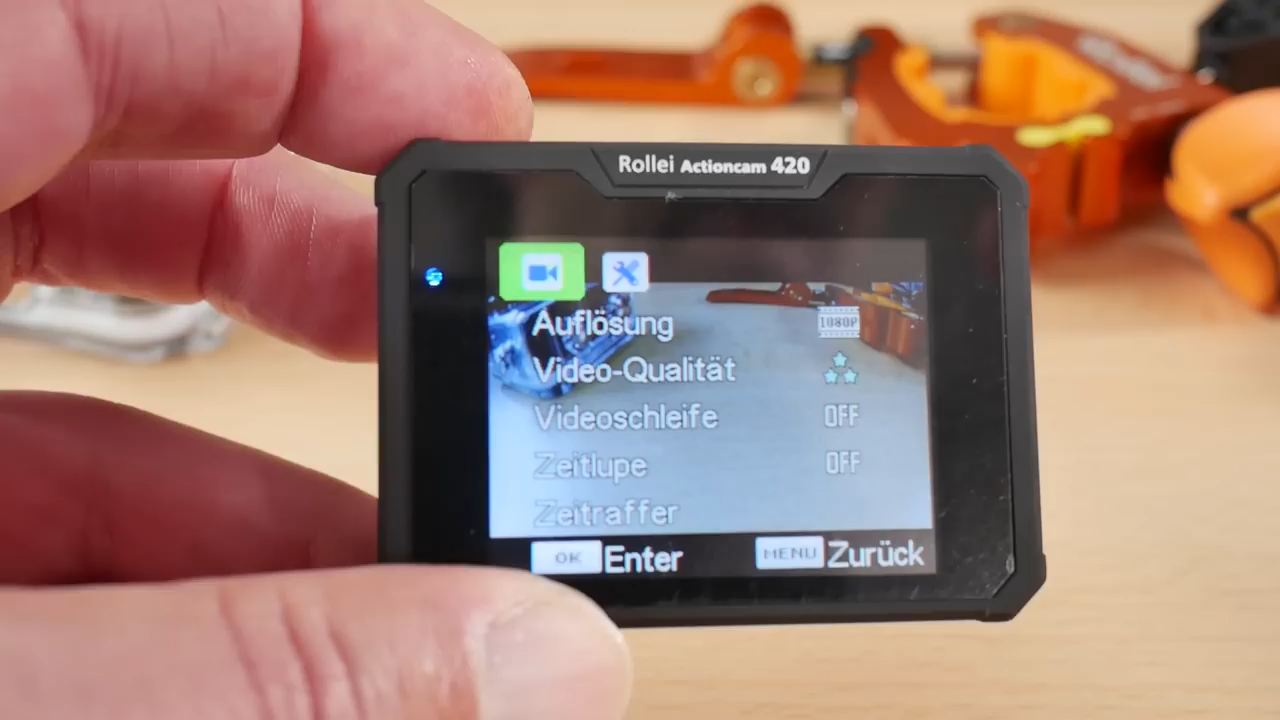 Rollei Actioncam 420
Auflösung 1080P
Video-Qualität
Videoschleife OFF
Zeitlupe OFF
Zeitraffer
OK Enter MENU Zurück